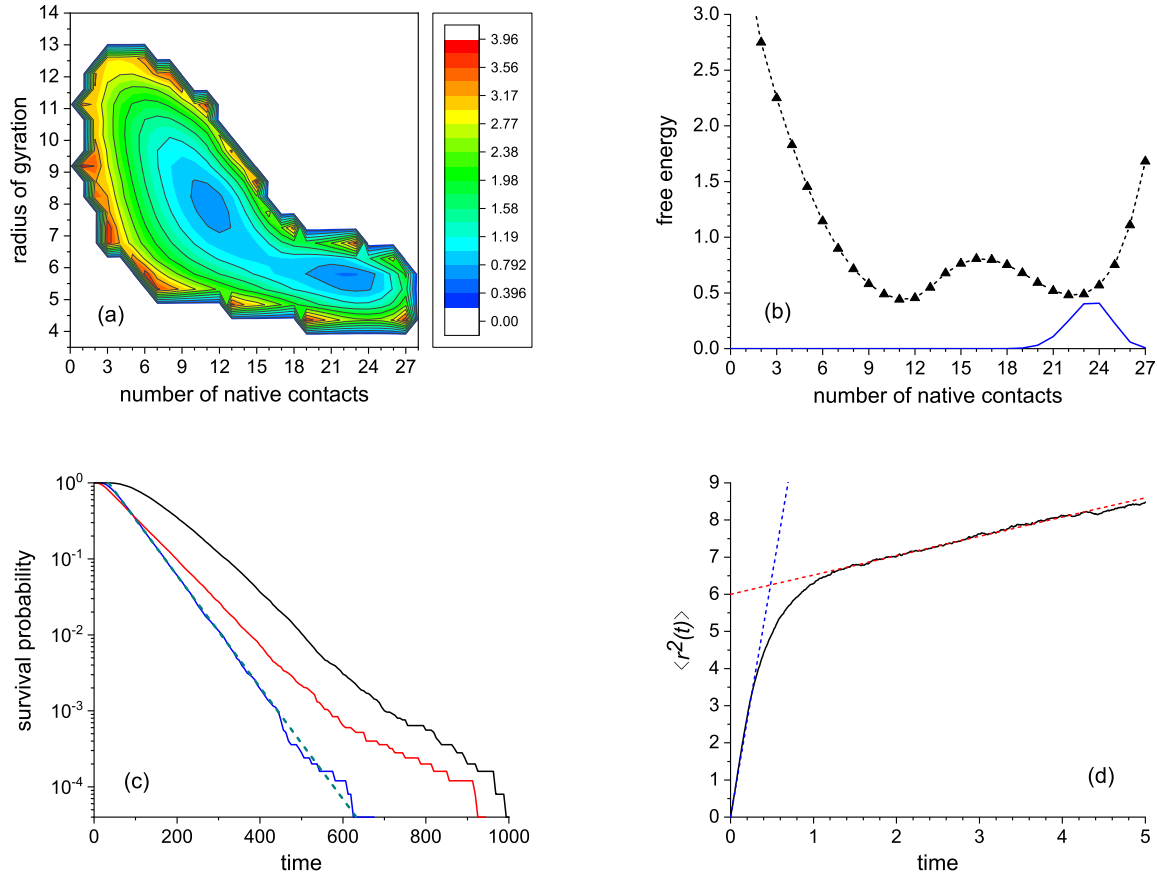 14
13
12
11
10
9
8
7
6
5
4
radius of gyration
(a)
0 3 6 9 12 15 18 21 24 27
number of native contacts
3.96
3.56
3.17
2.77
2.38
1.98
1.58
1.19
0.792
0.396
0.00
3.0
2.5
2.0
1.5
1.0
0.5
0.0
free energy
(b)
0 3 6 9 12 15 18 21 24 27
number of native contacts
10^0
10^-1
10^-2
10^-3
10^-4
survival probability
(c)
0 200 400 600 800 1000
time
9
8
7
6
5
4
3
2
1
0
<r^2(t)>
(d)
0 1 2 3 4 5
time